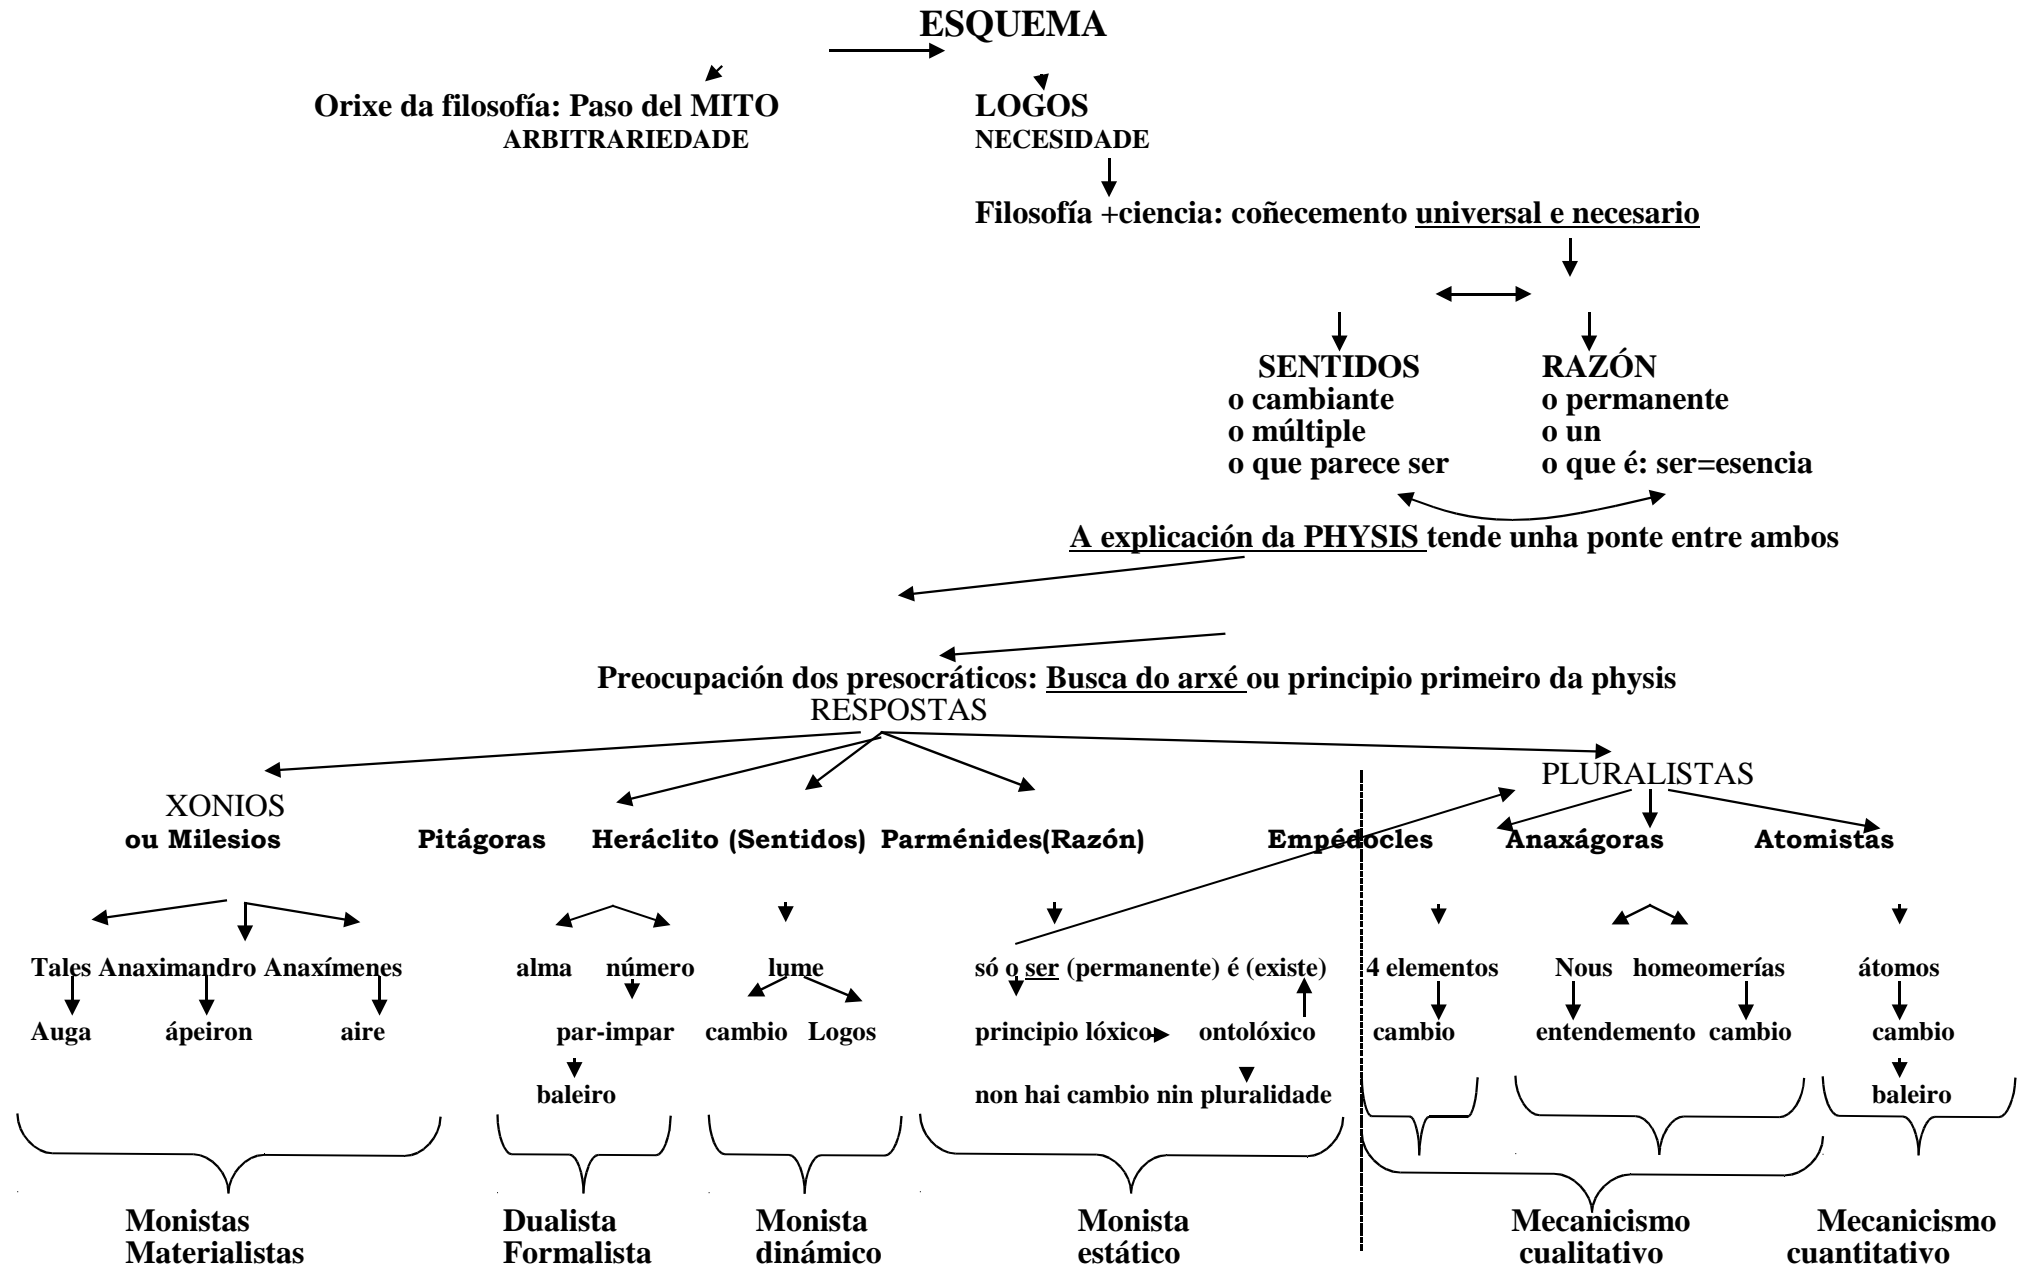 ESQUEMA
Orixe da filosofía: Paso del MITO LOGOS
ARBITRARIEDADE NECESIDADE
Filosofía +ciencia: coñecemento universal e necesario
SENTIDOS RAZÓN
o cambiante o permanente
o múltiple o un
o que parece ser o que é: ser=esencia
A explicación da PHYSIS tende unha ponte entre ambos
Preocupación dos presocráticos: Busca do arxé ou principio primeiro da physis
RESPOSTAS
PLURALISTAS
XONIOS
ou Milesios Pitágoras Heráclito (Sentidos) Parménides(Razón) Empédocles Anaxágoras Atomistas
Tales Anaximandro Anaxímenes alma número lume só o ser (permanente) é (existe) 4 elementos Nous homeomerías átomos
Auga ápeiron aire par-impar cambio Logos principio lóxico ontolóxico cambio entendemento cambio cambio
baleiro non hai cambio nin pluralidade baleiro
Monistas Dualista Monista Monista Mecanicismo Mecanicismo
Materialistas Formalista dinámico estático cualitativo cuantitativo